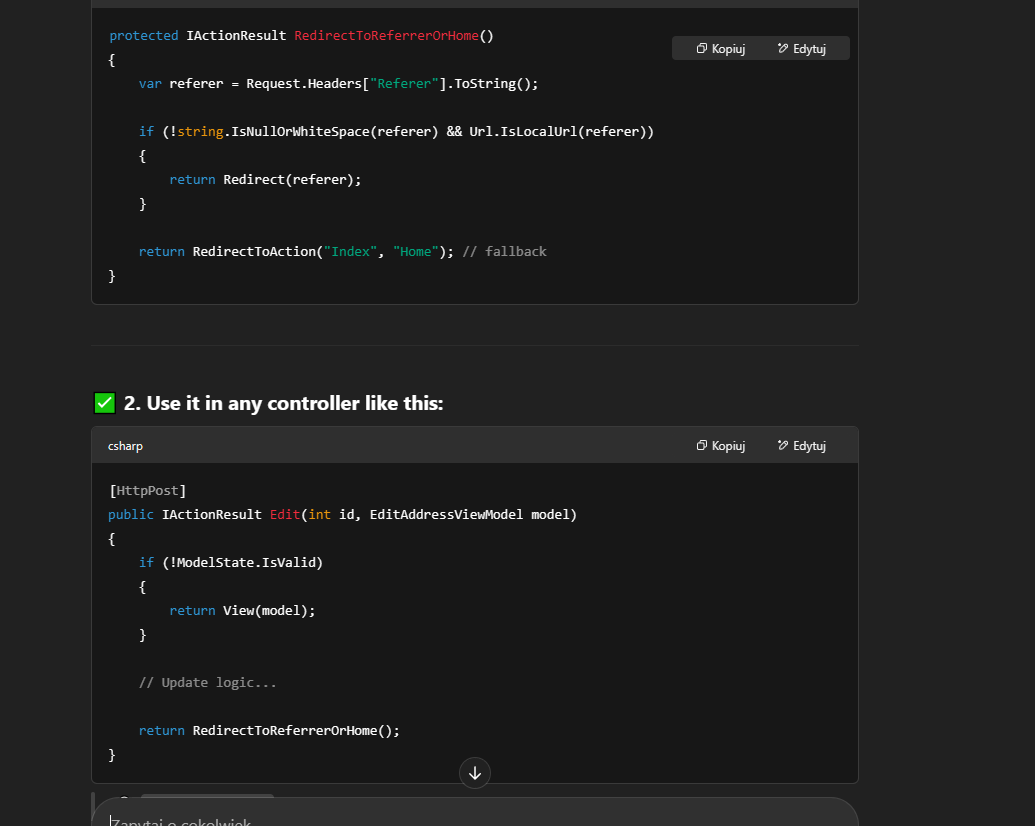 protected IActionResult RedirectToReferrerOrHome()
Kopiuj Edytuj
{
var referer = Request.Headers["Referer"].ToString();
if (!string.IsNullOrWhiteSpace(referer) && Url.IsLocalUrl(referer))
{
return Redirect(referer);
}
return RedirectToAction("Index", "Home"); // fallback
}
✅ 2. Use it in any controller like this:
csharp Kopiuj Edytuj
[HttpPost]
public IActionResult Edit(int id, EditAddressViewModel model)
{
if (!ModelState.IsValid)
{
return View(model);
}
// Update logic...
return RedirectToReferrerOrHome();
}
Zapytaj o cokolwiek